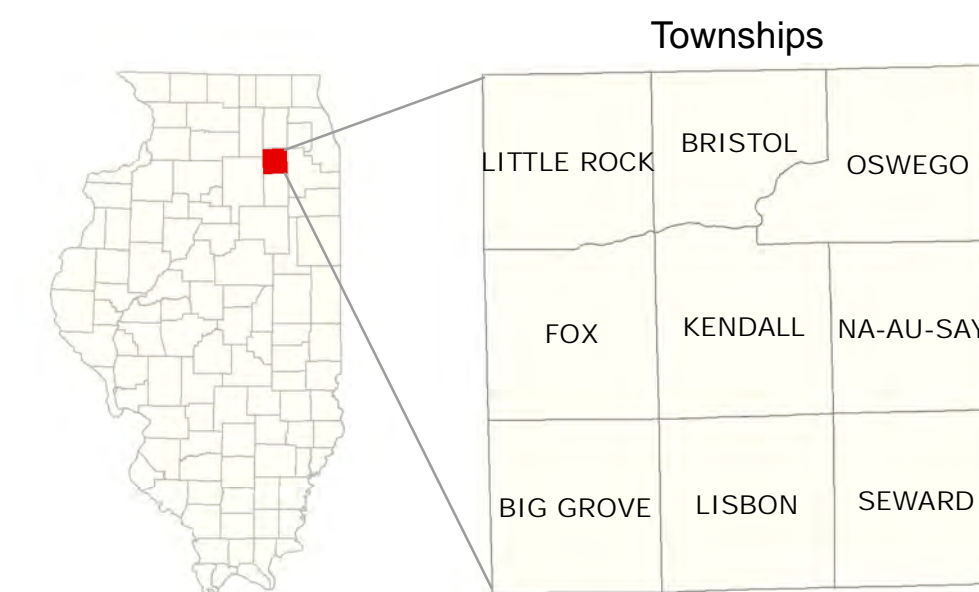 Townships
LITTLE ROCK
BRISTOL
OSWEGO
FOX
KENDALL
NA-AU-SAY
BIG GROVE
LISBON
SEWARD